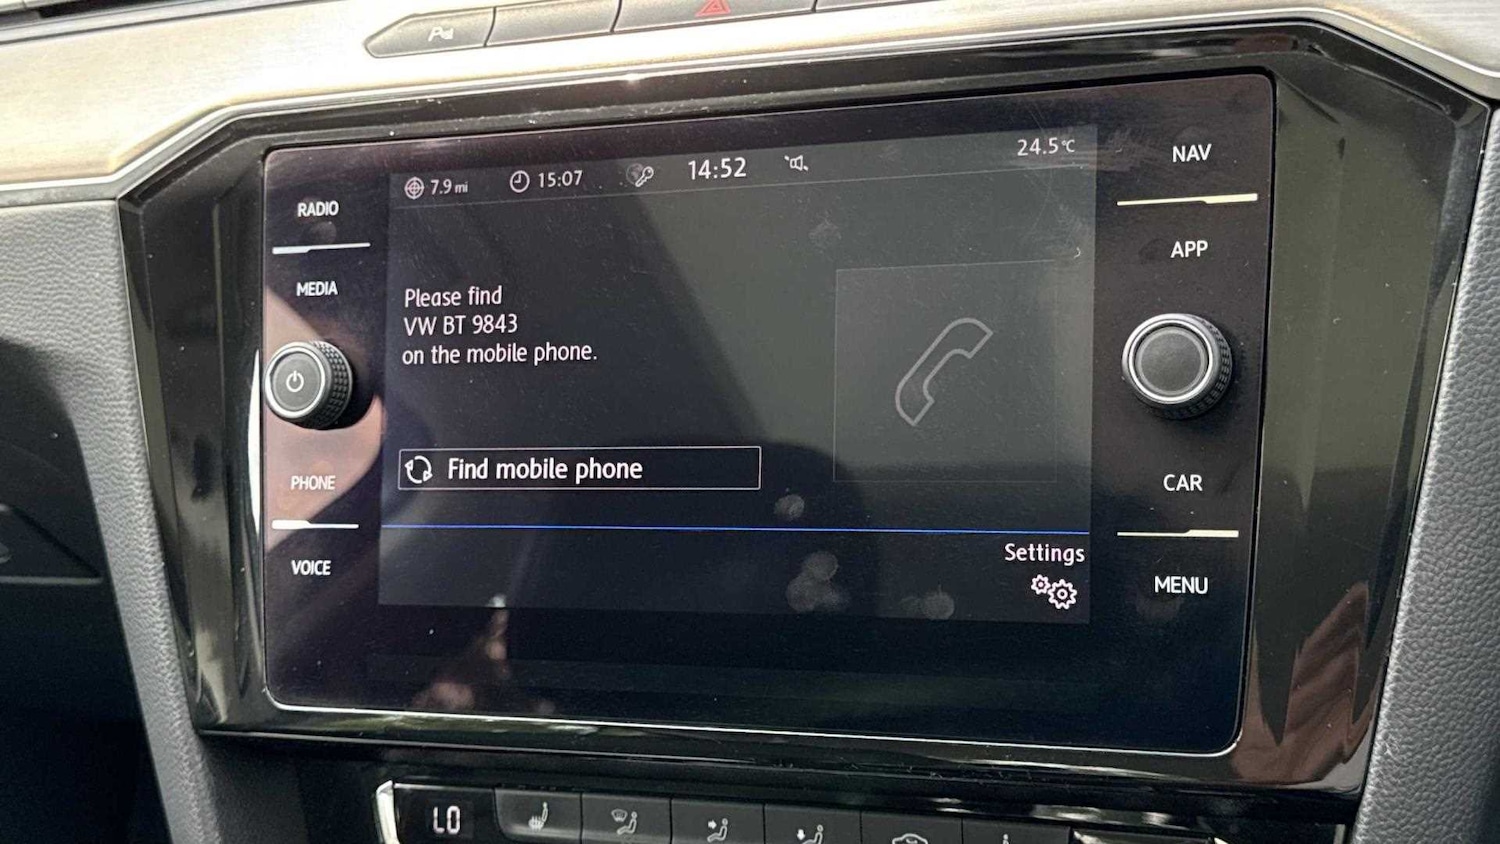 7.9 mi 15:07 14:52 24.5°C
RADIO
MEDIA
PHONE
VOICE
Please find
VW BT 9843
on the mobile phone.
Find mobile phone
Settings
NAV
APP
CAR
MENU
LO